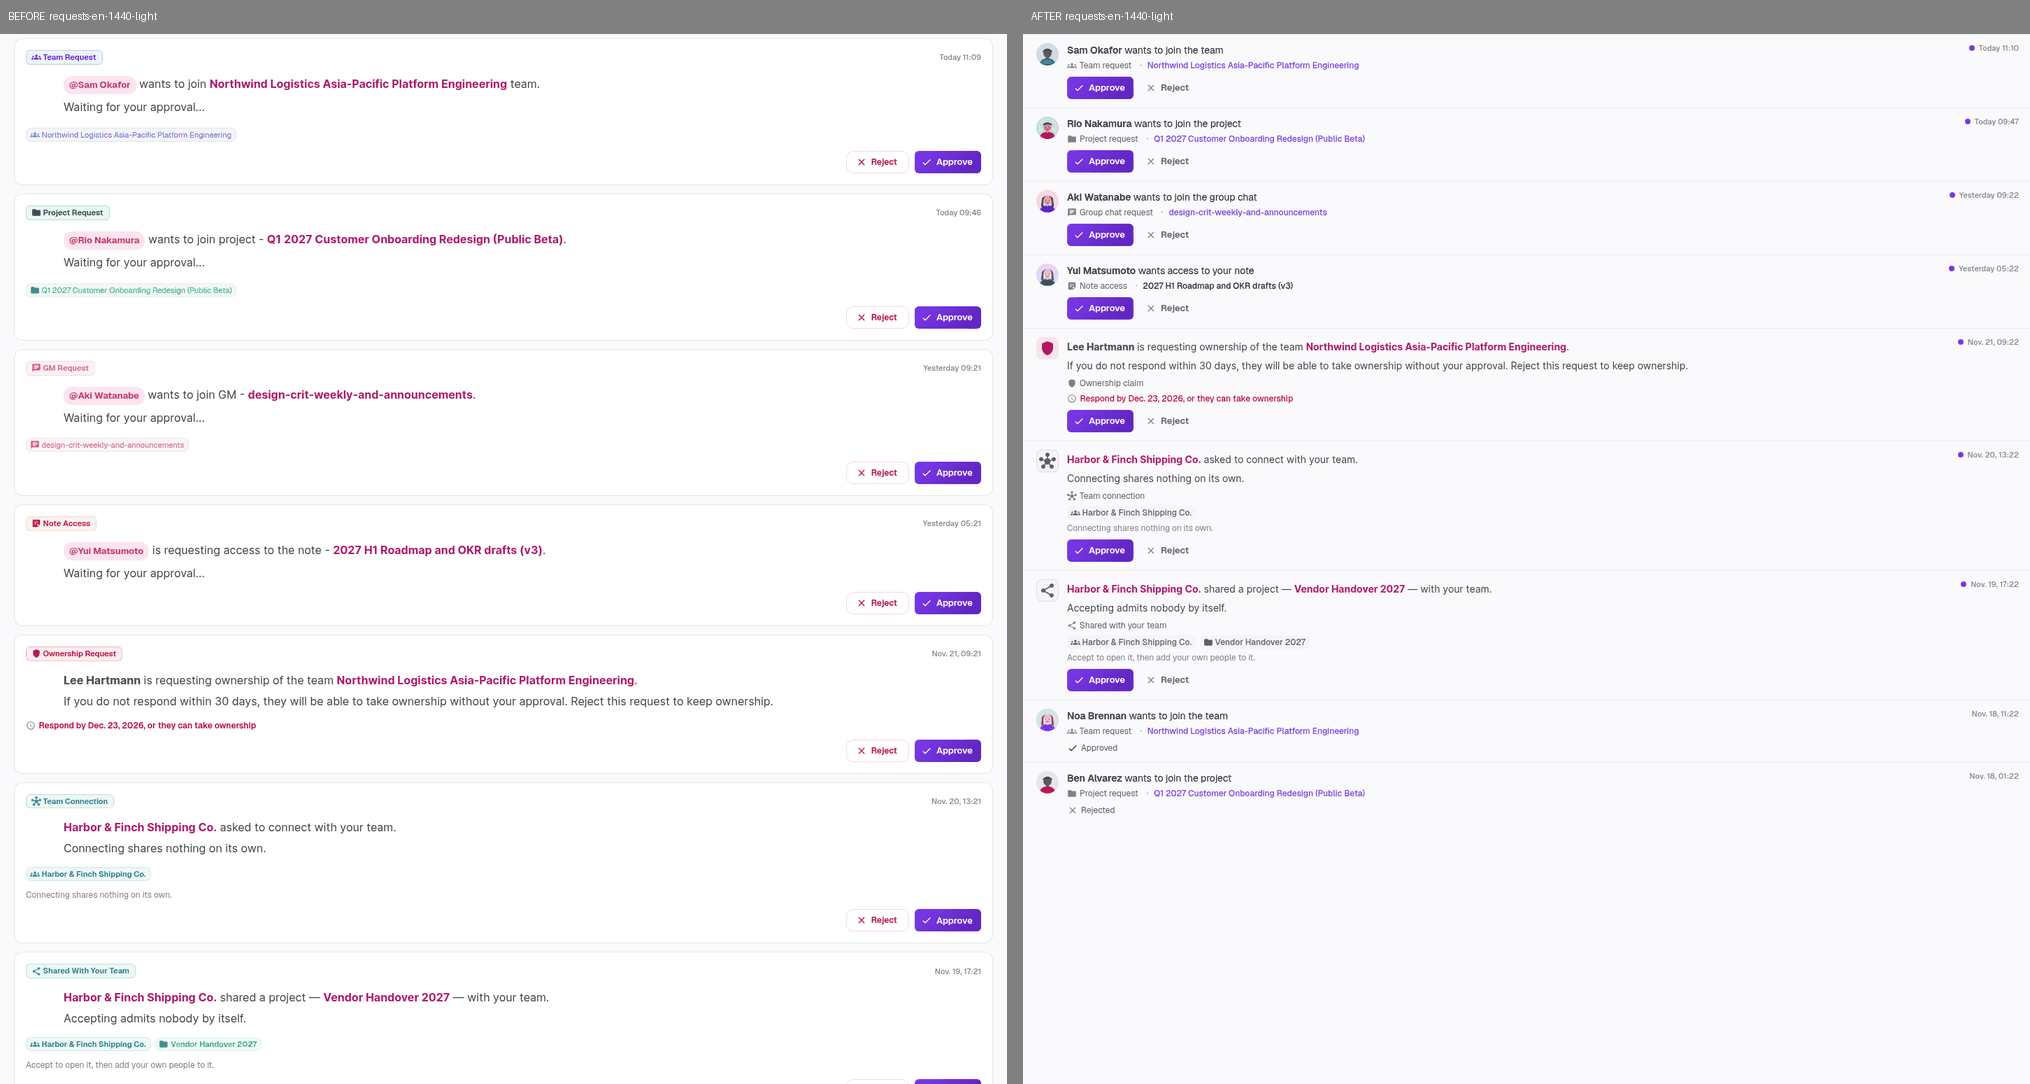 BEFORE requests-en-1440-light
Team Request
Today 11:09
@Sam Okafor wants to join Northwind Logistics Asia-Pacific Platform Engineering team.
Waiting for your approval...
Northwind Logistics Asia-Pacific Platform Engineering
Reject
Approve
Project Request
Today 09:46
@Rio Nakamura wants to join project - Q1 2027 Customer Onboarding Redesign (Public Beta).
Waiting for your approval...
Q1 2027 Customer Onboarding Redesign (Public Beta)
Reject
Approve
GM Request
Yesterday 09:21
@Aki Watanabe wants to join GM - design-crit-weekly-and-announcements.
Waiting for your approval...
design-crit-weekly-and-announcements
Reject
Approve
Note Access
Yesterday 05:21
@Yui Matsumoto is requesting access to the note - 2027 H1 Roadmap and OKR drafts (v3).
Waiting for your approval...
Reject
Approve
Ownership Request
Nov. 21, 09:21
Lee Hartmann is requesting ownership of the team Northwind Logistics Asia-Pacific Platform Engineering.
If you do not respond within 30 days, they will be able to take ownership without your approval. Reject this request to keep ownership.
Respond by Dec. 23, 2026, or they can take ownership
Reject
Approve
Team Connection
Nov. 20, 13:21
Harbor & Finch Shipping Co. asked to connect with your team.
Connecting shares nothing on its own.
Harbor & Finch Shipping Co.
Connecting shares nothing on its own.
Reject
Approve
Shared With Your Team
Nov. 19, 17:21
Harbor & Finch Shipping Co. shared a project — Vendor Handover 2027 — with your team.
Accepting admits nobody by itself.
Harbor & Finch Shipping Co.
Vendor Handover 2027
Accept to open it, then add your own people to it.
AFTER requests-en-1440-light
Sam Okafor wants to join the team
Today 11:10
Team request · Northwind Logistics Asia-Pacific Platform Engineering
Approve
Reject
Rio Nakamura wants to join the project
Today 09:47
Project request · Q1 2027 Customer Onboarding Redesign (Public Beta)
Approve
Reject
Aki Watanabe wants to join the group chat
Yesterday 09:22
Group chat request · design-crit-weekly-and-announcements
Approve
Reject
Yui Matsumoto wants access to your note
Yesterday 05:22
Note access · 2027 H1 Roadmap and OKR drafts (v3)
Approve
Reject
Lee Hartmann is requesting ownership of the team Northwind Logistics Asia-Pacific Platform Engineering.
Nov. 21, 09:22
If you do not respond within 30 days, they will be able to take ownership without your approval. Reject this request to keep ownership.
Ownership claim
Respond by Dec. 23, 2026, or they can take ownership
Approve
Reject
Harbor & Finch Shipping Co. asked to connect with your team.
Nov. 20, 13:22
Connecting shares nothing on its own.
Team connection
Harbor & Finch Shipping Co.
Connecting shares nothing on its own.
Approve
Reject
Harbor & Finch Shipping Co. shared a project — Vendor Handover 2027 — with your team.
Nov. 19, 17:22
Accepting admits nobody by itself.
Shared with your team
Harbor & Finch Shipping Co.
Vendor Handover 2027
Accept to open it, then add your own people to it.
Approve
Reject
Noa Brennan wants to join the team
Nov. 18, 11:22
Team request · Northwind Logistics Asia-Pacific Platform Engineering
Approved
Ben Alvarez wants to join the project
Nov. 18, 01:22
Project request · Q1 2027 Customer Onboarding Redesign (Public Beta)
Rejected